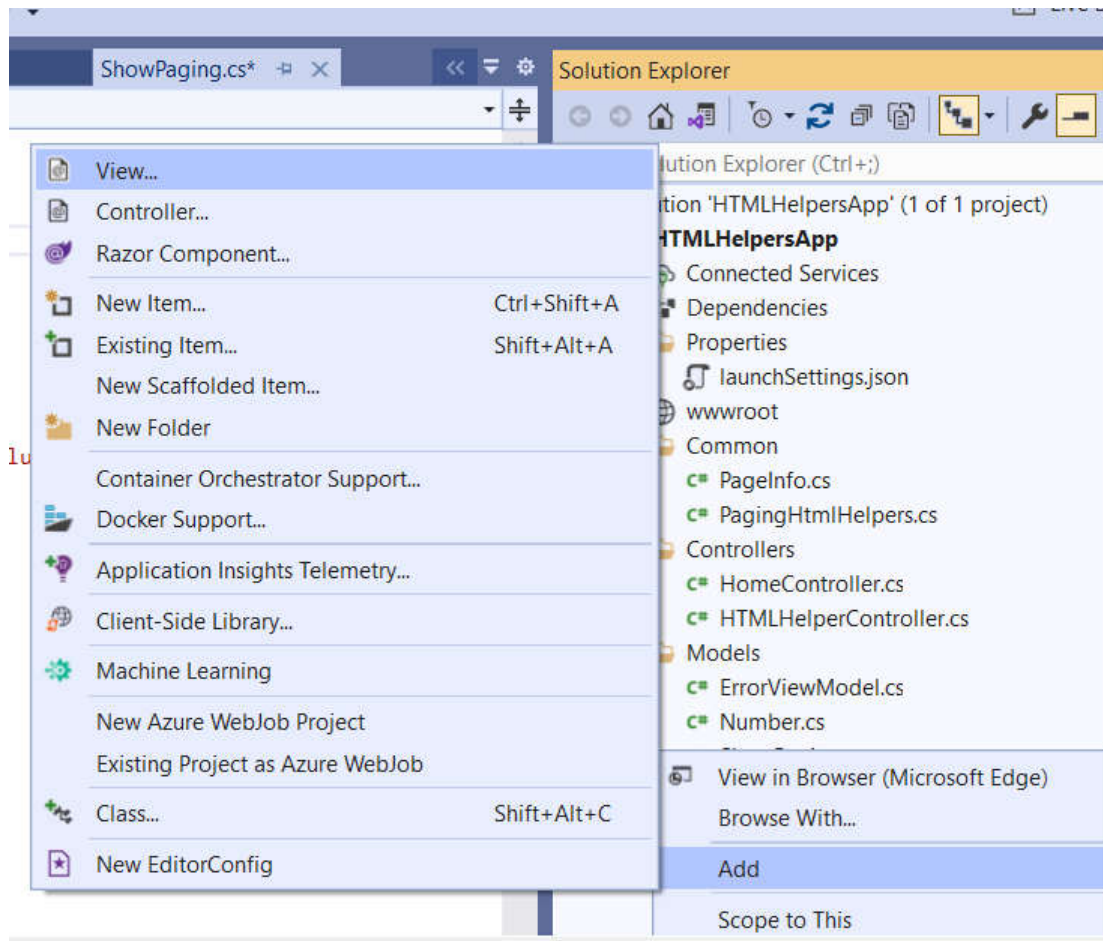 ShowPaging.cs*
Solution Explorer
View...
lution Explorer (Ctrl+;)
Controller...
tion 'HTMLHelpersApp' (1 of 1 project)
HTMLHelpersApp
Razor Component...
Connected Services
New Item... Ctrl+Shift+A
Dependencies
Existing Item... Shift+Alt+A
Properties
New Scaffolded Item...
launchSettings.json
New Folder
wwwroot
lu
Common
Container Orchestrator Support...
PageInfo.cs
Docker Support...
PagingHtmlHelpers.cs
Application Insights Telemetry...
Controllers
HomeController.cs
Client-Side Library...
HTMLHelperController.cs
Machine Learning
Models
ErrorViewModel.cs
New Azure WebJob Project
Number.cs
Existing Project as Azure WebJob
View in Browser (Microsoft Edge)
Class... Shift+Alt+C
Browse With...
New EditorConfig
Add
Scope to This